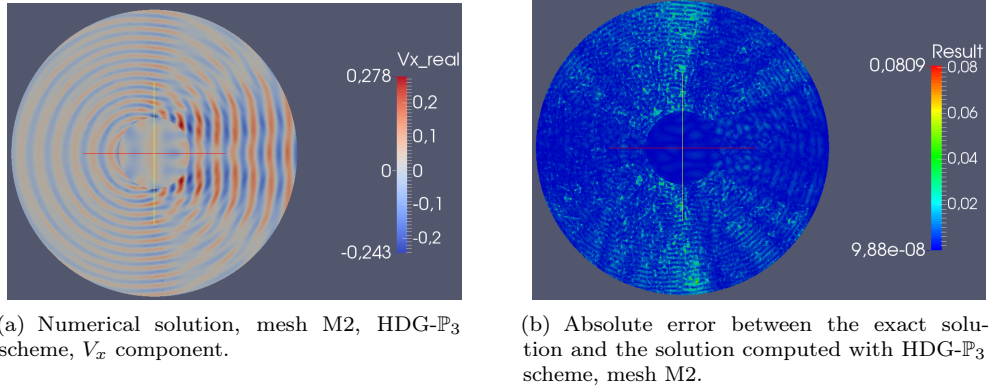 Vx_real
0,278
0,2
0,1
0
0
-0,1
-0,2
-0,243
Result
0,0809
0,08
0,06
0,04
0,02
9,88e-08
(a) Numerical solution, mesh M2, HDG-ℙ₃
scheme, Vₓ component.
(b) Absolute error between the exact solu-
tion and the solution computed with HDG-ℙ₃
scheme, mesh M2.